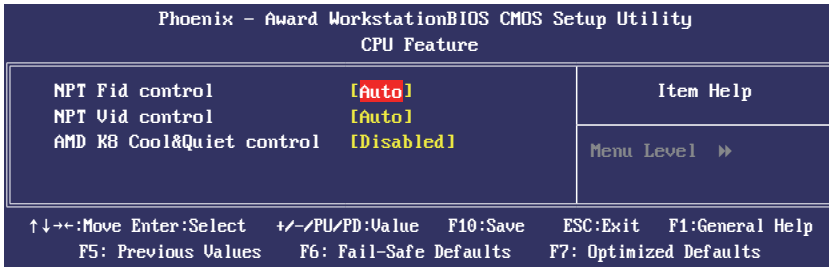 Phoenix - Award WorkstationBIOS CMOS Setup Utility
CPU Feature
NPT Fid control [Auto]
NPT Vid control [Auto]
AMD K8 Cool&Quiet control [Disabled]
Item Help
Menu Level ▸▸
↑↓→←:Move Enter:Select +/-/PU/PD:Value F10:Save ESC:Exit F1:General Help
F5: Previous Values F6: Fail-Safe Defaults F7: Optimized Defaults